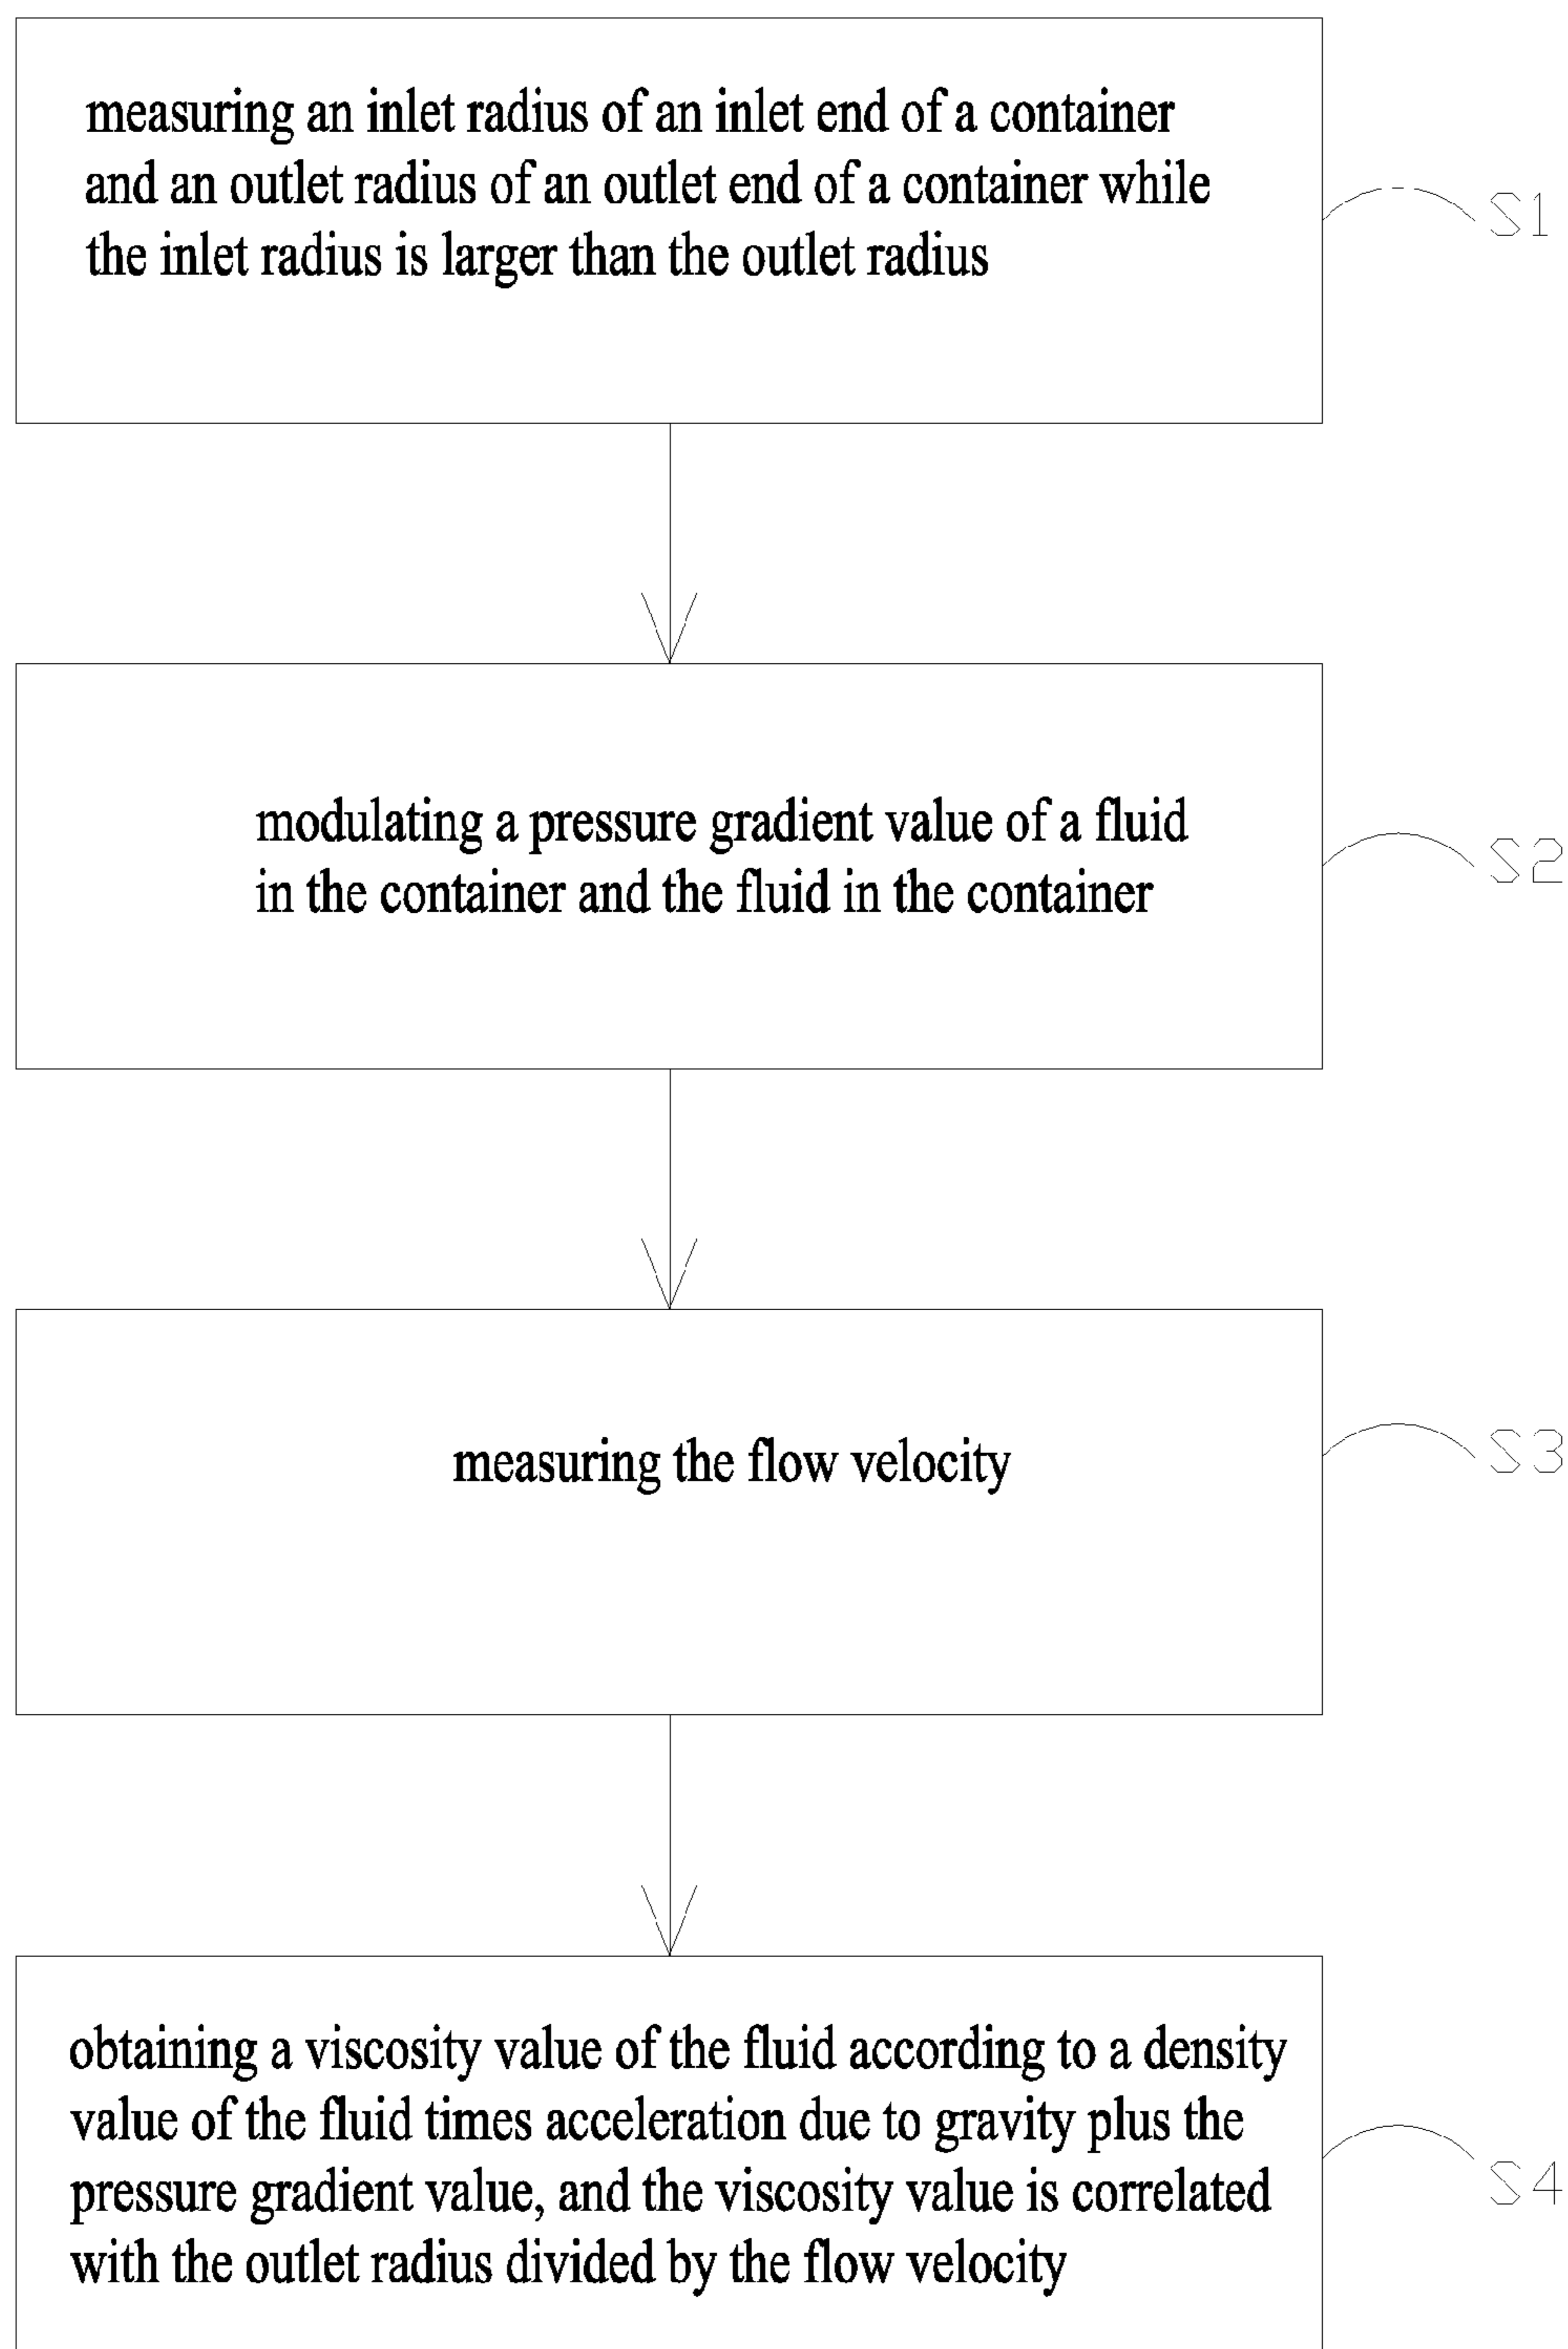 measuring an inlet radius of an inlet end of a container
and an outlet radius of an outlet end of a container while
the inlet radius is larger than the outlet radius
S1
modulating a pressure gradient value of a fluid
in the container and the fluid in the container
S2
measuring the flow velocity
S3
obtaining a viscosity value of the fluid according to a density
value of the fluid times acceleration due to gravity plus the
pressure gradient value, and the viscosity value is correlated
with the outlet radius divided by the flow velocity
S4